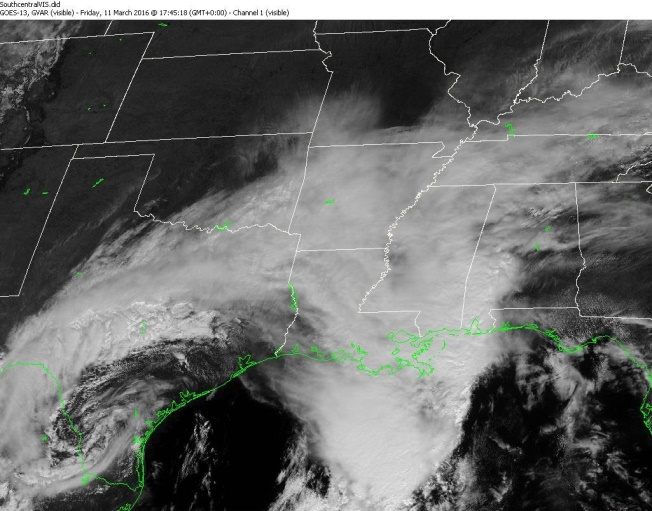 SouthcentralVIS.did
GOES-13, GVAR (visible) - Friday, 11 March 2016 @ 17:45:18 (GMT+0:00) - Channel 1 (visible)